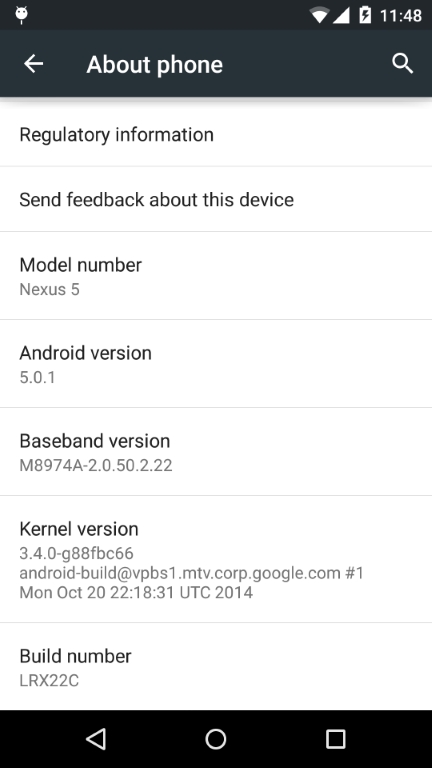 11:48
About phone
Regulatory information
Send feedback about this device
Model number
Nexus 5
Android version
5.0.1
Baseband version
M8974A-2.0.50.2.22
Kernel version
3.4.0-g88fbc66
android-build@vpbs1.mtv.corp.google.com #1
Mon Oct 20 22:18:31 UTC 2014
Build number
LRX22C